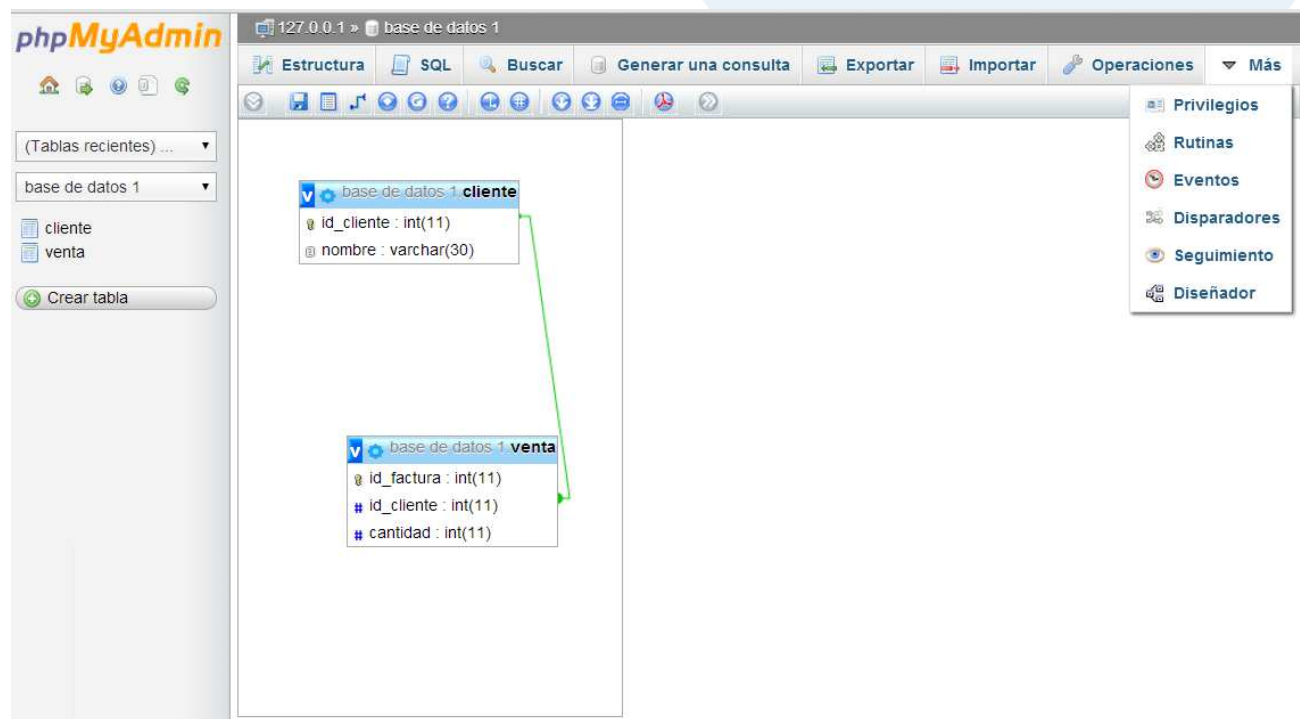 phpMyAdmin
(Tablas recientes) ...
base de datos 1
cliente
venta
Crear tabla
127.0.0.1 » base de datos 1
Estructura
SQL
Buscar
Generar una consulta
Exportar
Importar
Operaciones
Más
Privilegios
Rutinas
Eventos
Disparadores
Seguimiento
Diseñador
v base de datos 1.cliente
id_cliente : int(11)
nombre : varchar(30)
v base de datos 1.venta
id_factura : int(11)
# id_cliente : int(11)
# cantidad : int(11)